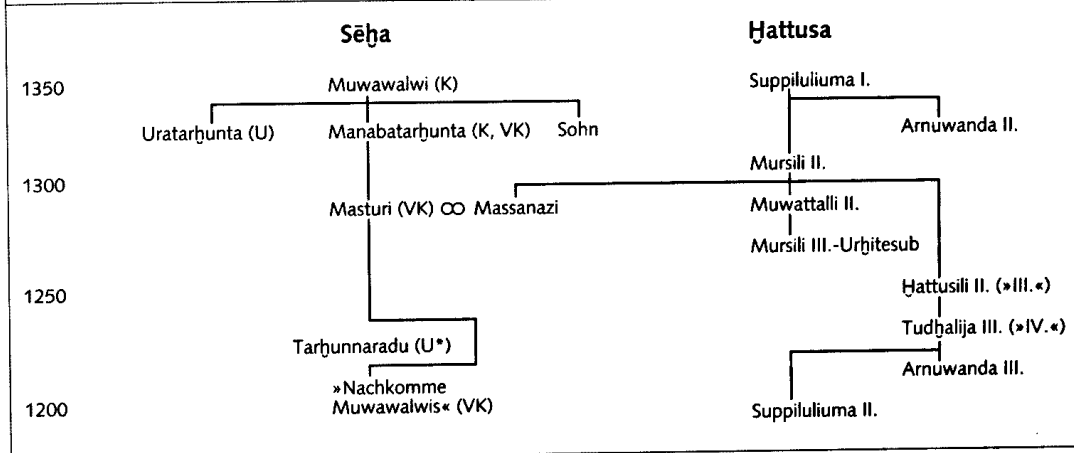 Sēḫa
Ḫattusa
1350
Muwawalwi (K)
Suppiluliuma I.
Uratarḫunta (U)
Manabatarḫunta (K, VK)
Sohn
Arnuwanda II.
Mursili II.
1300
Masturi (VK) ꝏ Massanazi
Muwattalli II.
Mursili III.-Urḫitesub
1250
Ḫattusili II. (»III.«)
Tarḫunnaradu (U*)
Tudḫalija III. (»IV.«)
Arnuwanda III.
»Nachkomme
Muwawalwis« (VK)
1200
Suppiluliuma II.